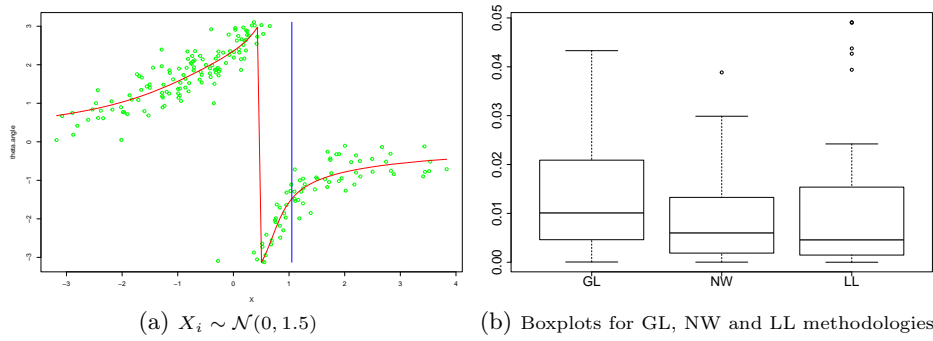 theta.angle
3
2
1
0
−1
−2
−3
−3 −2 −1 0 1 2 3 4
x
(a) X_i ∼ N(0, 1.5)
0.05
0.04
0.03
0.02
0.01
0.00
GL NW LL
(b) Boxplots for GL, NW and LL methodologies